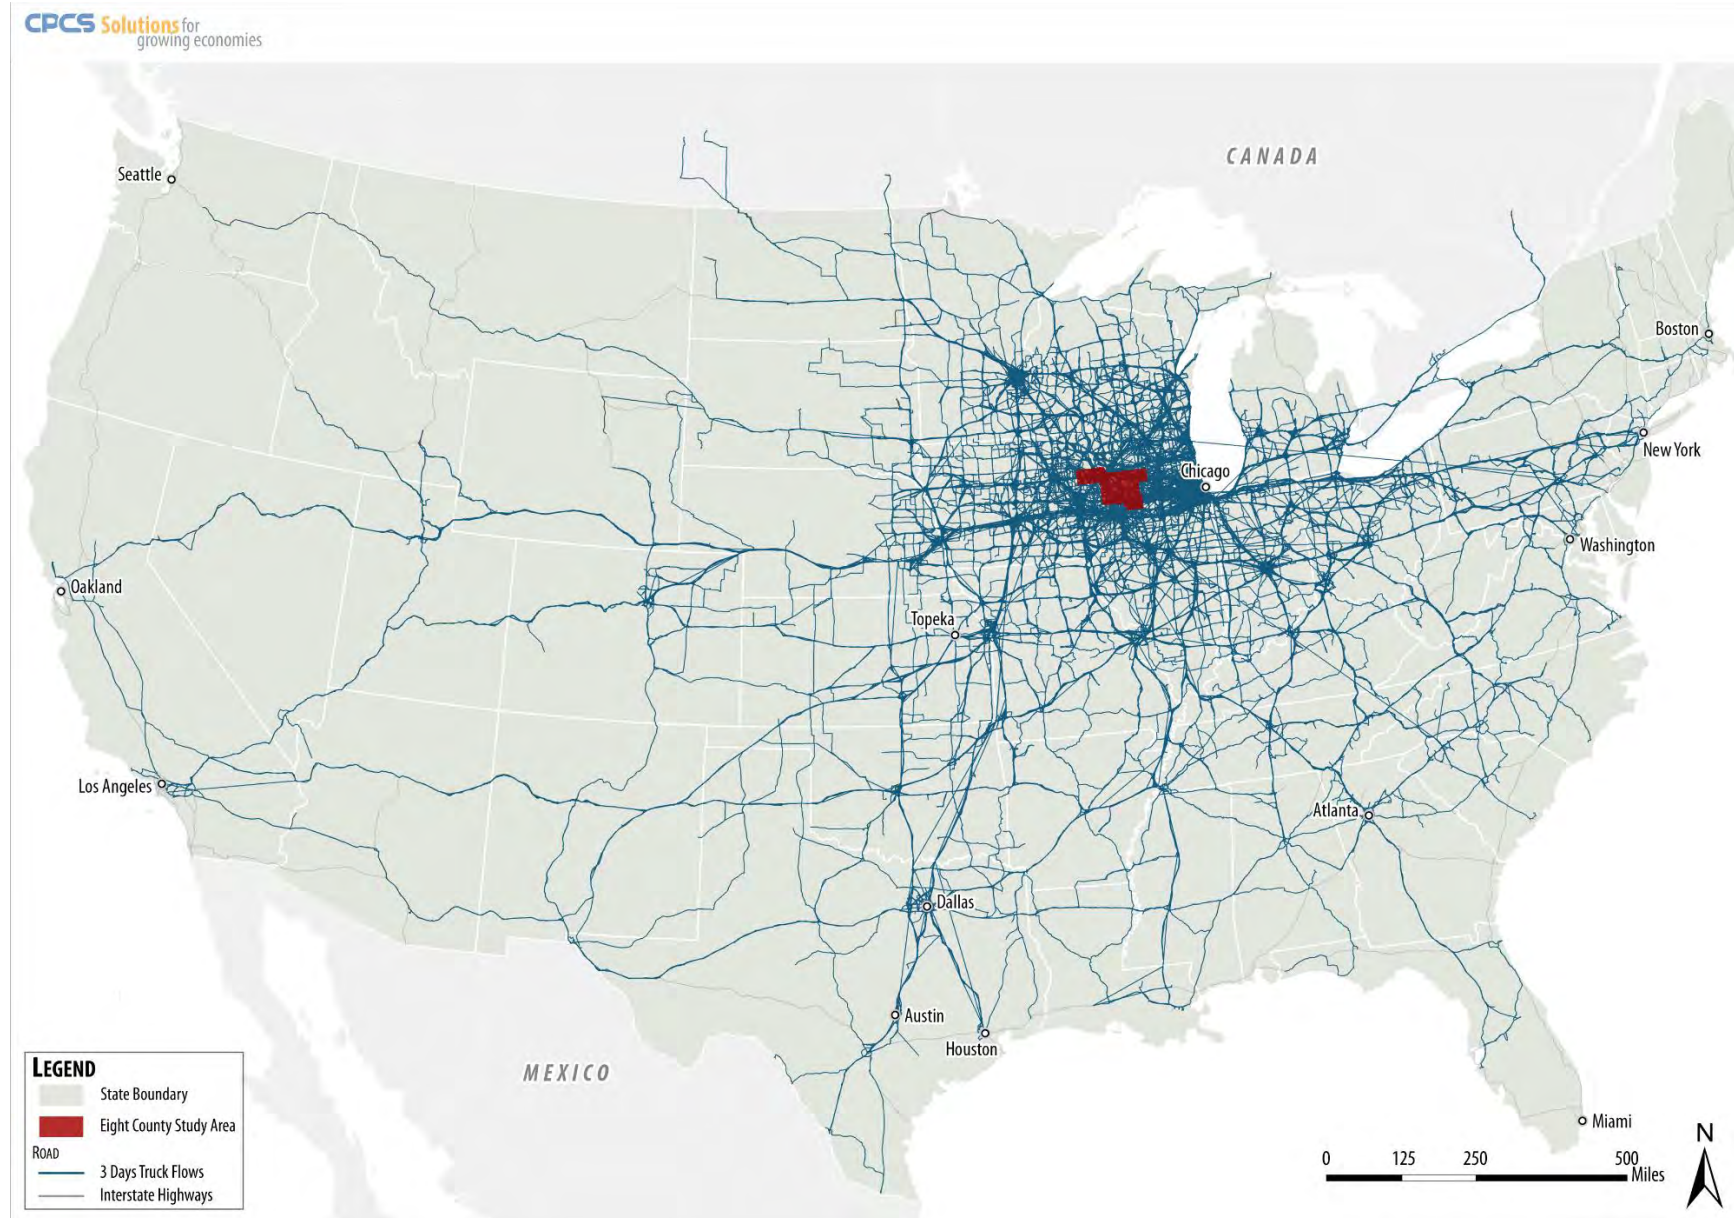 CPCS Solutions for
growing economies
CANADA
Seattle
Boston
New York
Chicago
Washington
Oakland
Topeka
Los Angeles
Atlanta
Dallas
Austin
Houston
MEXICO
Miami
LEGEND
State Boundary
Eight County Study Area
ROAD
3 Days Truck Flows
Interstate Highways
N
0 125 250 500
Miles